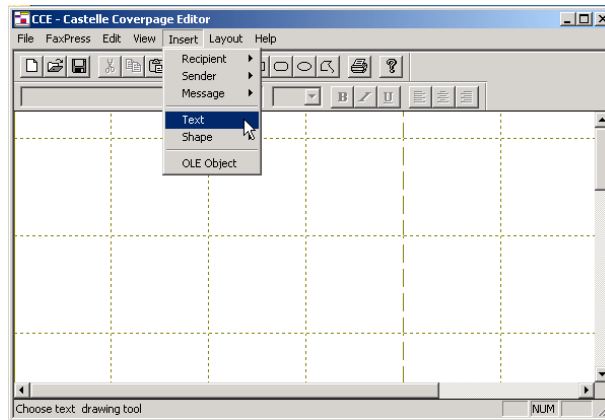 CCE - Castelle Coverpage Editor
File FaxPress Edit View Insert Layout Help
Recipient
Sender
Message
B I U
Text
Shape
OLE Object
Choose text drawing tool
NUM